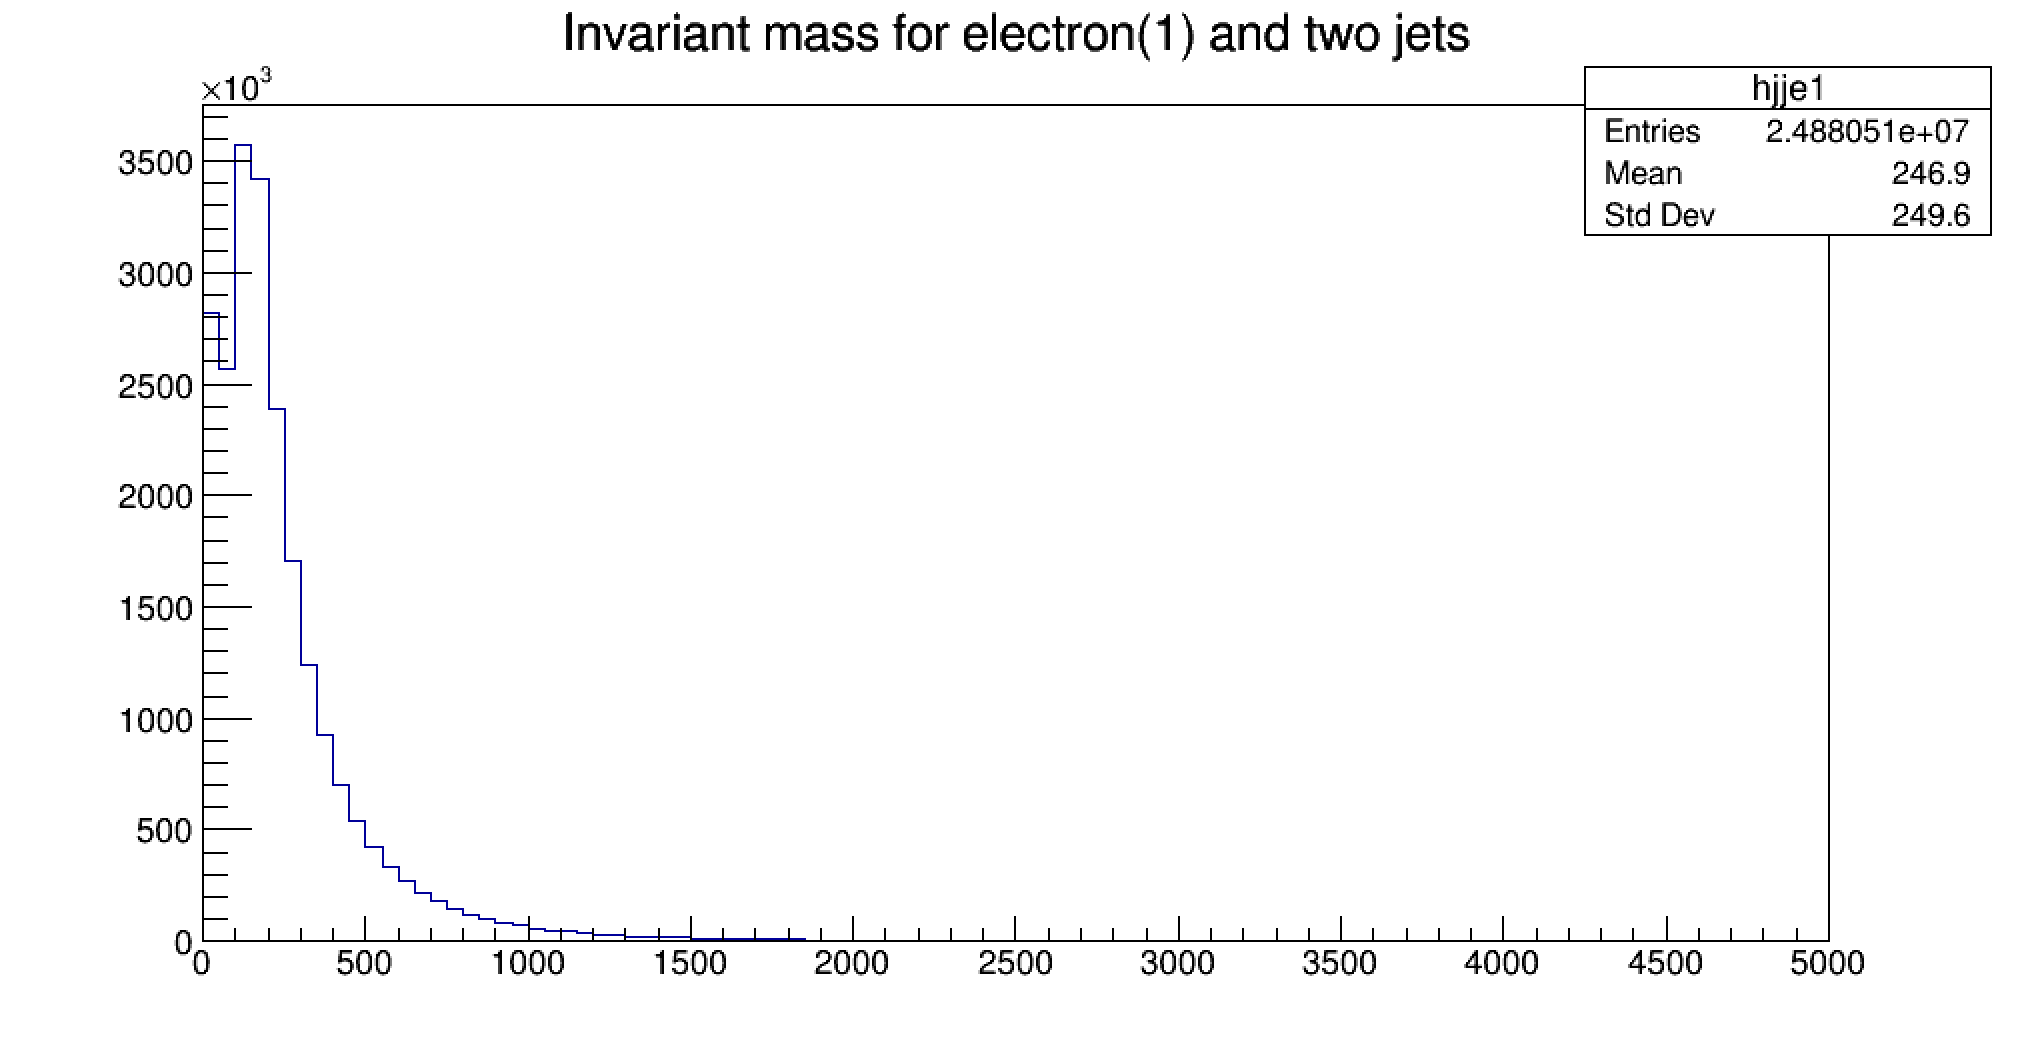 Invariant mass for electron(1) and two jets
×10³
hjje1
Entries 2.488051e+07
Mean 246.9
Std Dev 249.6
3500
3000
2500
2000
1500
1000
500
0
0 500 1000 1500 2000 2500 3000 3500 4000 4500 5000